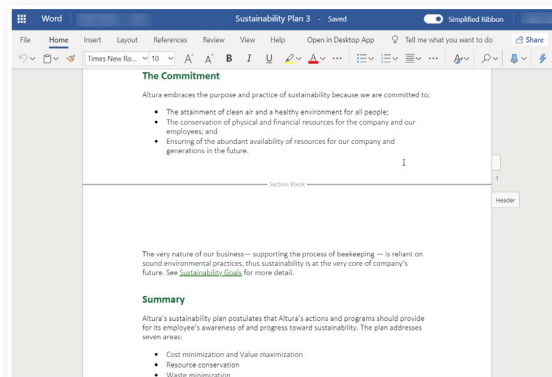 Word
Sustainability Plan 3 - Saved
Simplified Ribbon
File Home Insert Layout References Review View Help Open in Desktop App Tell me what you want to do Share
Times New Ro... 10 A A B I U A
The Commitment
Altura embraces the purpose and practice of sustainability because we are committed to:
• The attainment of clean air and a healthy environment for all people;
• The conservation of physical and financial resources for the company and our
employees; and
• Ensuring of the abundant availability of resources for our company and
generations in the future.
Section Break
1
Header
The very nature of our business— supporting the process of beekeeping — is reliant on
sound environmental practices, thus sustainability is at the very core of company's
future. See Sustainability Goals for more detail.
Summary
Altura's sustainability plan postulates that Altura's actions and programs should provide
for its employee's awareness of and progress toward sustainability. The plan addresses
seven areas:
• Cost minimization and Value maximization
• Resource conservation
• Waste minimization